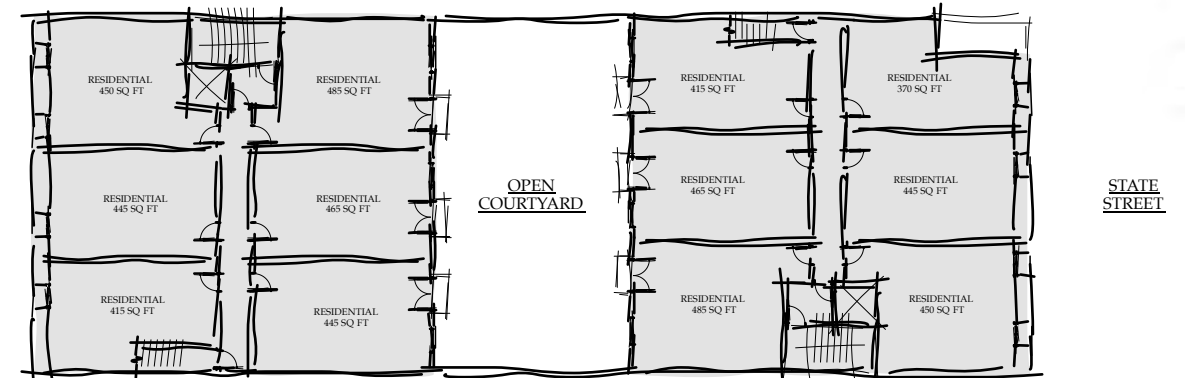 RESIDENTIAL
450 SQ FT
RESIDENTIAL
485 SQ FT
RESIDENTIAL
415 SQ FT
RESIDENTIAL
370 SQ FT
RESIDENTIAL
445 SQ FT
RESIDENTIAL
465 SQ FT
OPEN
COURTYARD
RESIDENTIAL
465 SQ FT
RESIDENTIAL
445 SQ FT
STATE
STREET
RESIDENTIAL
415 SQ FT
RESIDENTIAL
445 SQ FT
RESIDENTIAL
485 SQ FT
RESIDENTIAL
450 SQ FT